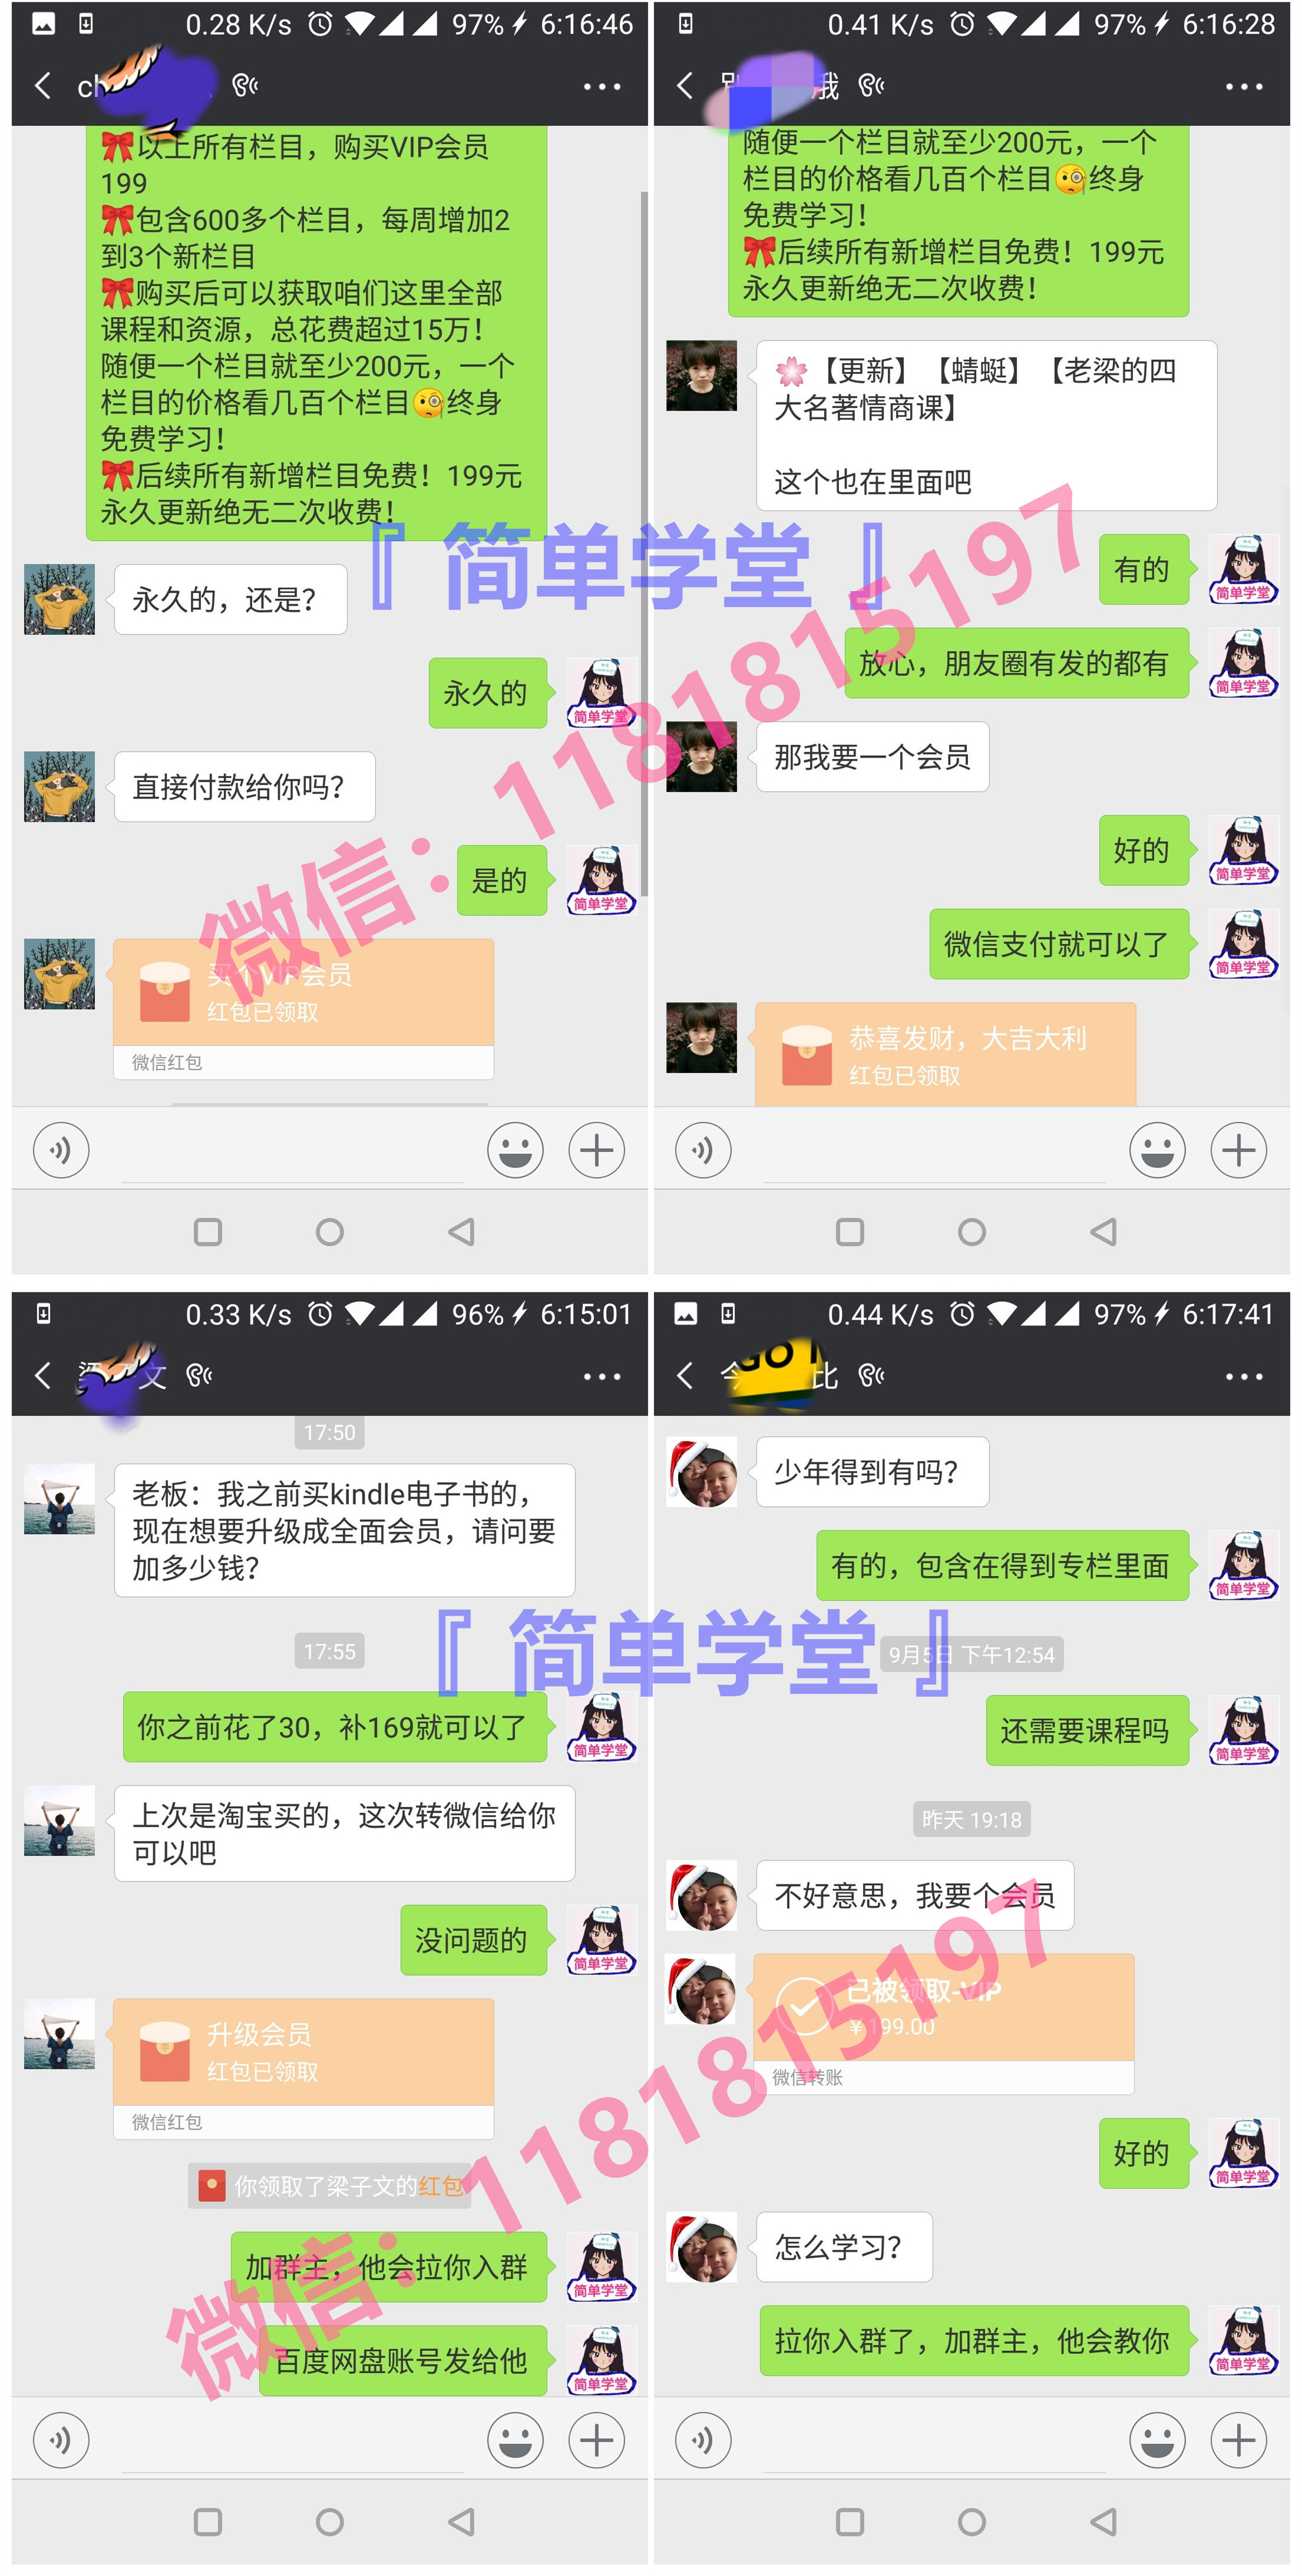 0.28 K/s 97% 6:16:46
ch
🎀以上所有栏目，购买VIP会员
199
🎀包含600多个栏目，每周增加2
到3个新栏目
🎀购买后可以获取咱们这里全部
课程和资源，总花费超过15万！
随便一个栏目就至少200元，一个
栏目的价格看几百个栏目🧐终身
免费学习！
🎀后续所有新增栏目免费！199元
永久更新绝无二次收费！
永久的，还是？
永久的
简单学堂
直接付款给你吗？
是的
简单学堂
买个VIP会员
红包已领取
微信红包
0.41 K/s 97% 6:16:28
随便一个栏目就至少200元，一个
栏目的价格看几百个栏目🧐终身
免费学习！
🎀后续所有新增栏目免费！199元
永久更新绝无二次收费！
🌸【更新】【蜻蜓】【老梁的四
大名著情商课】
这个也在里面吧
有的
简单学堂
放心，朋友圈有发的都有
简单学堂
那我要一个会员
好的
简单学堂
微信支付就可以了
简单学堂
恭喜发财，大吉大利
红包已领取
『 简单学堂 』
微信：1181815197
0.33 K/s 96% 6:15:01
文
17:50
老板：我之前买kindle电子书的，
现在想要升级成全面会员，请问要
加多少钱？
17:55
你之前花了30，补169就可以了
简单学堂
上次是淘宝买的，这次转微信给你
可以吧
没问题的
简单学堂
升级会员
红包已领取
微信红包
你领取了梁子文的红包
加群主，他会拉你入群
简单学堂
百度网盘账号发给他
简单学堂
0.44 K/s 97% 6:17:41
今 比
少年得到有吗？
有的，包含在得到专栏里面
简单学堂
9月5日 下午12:54
还需要课程吗
简单学堂
昨天 19:18
不好意思，我要个会员
已被领取-VIP
￥199.00
微信转账
好的
简单学堂
怎么学习？
拉你入群了，加群主，他会教你
简单学堂
『 简单学堂 』
微信：1181815197